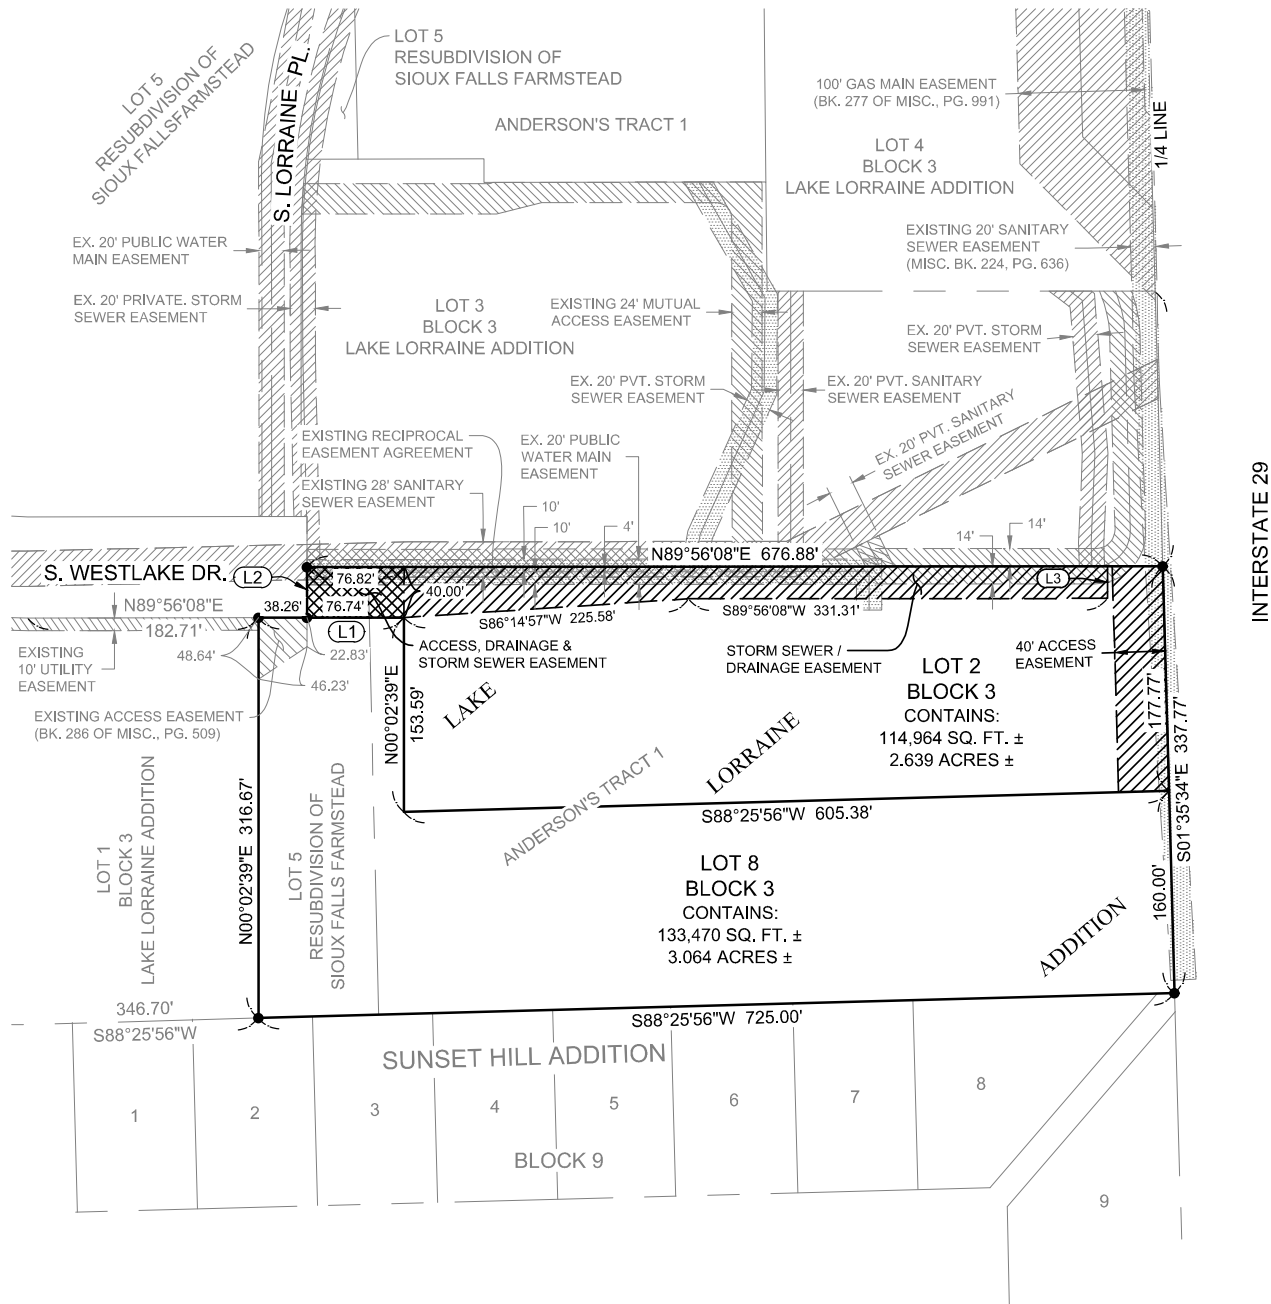 LOT 5
RESUBDIVISION OF
SIOUX FALLSFARMSTEAD
S. LORRAINE PL.
LOT 5
RESUBDIVISION OF
SIOUX FALLS FARMSTEAD
ANDERSON'S TRACT 1
100' GAS MAIN EASEMENT
(BK. 277 OF MISC., PG. 991)
LOT 4
BLOCK 3
LAKE LORRAINE ADDITION
1/4 LINE
EX. 20' PUBLIC WATER
MAIN EASEMENT
EXISTING 20' SANITARY
SEWER EASEMENT
(MISC. BK. 224, PG. 636)
EX. 20' PRIVATE. STORM
SEWER EASEMENT
LOT 3
BLOCK 3
LAKE LORRAINE ADDITION
EXISTING 24' MUTUAL
ACCESS EASEMENT
EX. 20' PVT. STORM
SEWER EASEMENT
EX. 20' PVT. STORM
SEWER EASEMENT
EX. 20' PVT. SANITARY
SEWER EASEMENT
EX. 20' PVT. SANITARY
SEWER EASEMENT
EXISTING RECIPROCAL
EASEMENT AGREEMENT
EX. 20' PUBLIC
WATER MAIN
EASEMENT
EXISTING 28' SANITARY
SEWER EASEMENT
INTERSTATE 29
10'
10'
4'
14'
14'
N89°56'08"E 676.88'
S. WESTLAKE DR.
L2
76.82'
L3
N89°56'08"E
38.26'
76.74'
40.00'
S89°56'08"W 331.31'
S86°14'57"W 225.58'
182.71'
L1
EXISTING
10' UTILITY
EASEMENT
48.64'
22.83'
46.23'
ACCESS, DRAINAGE &
STORM SEWER EASEMENT
STORM SEWER /
DRAINAGE EASEMENT
40' ACCESS
EASEMENT
LOT 2
BLOCK 3
CONTAINS:
114,964 SQ. FT. ±
2.639 ACRES ±
EXISTING ACCESS EASEMENT
(BK. 286 OF MISC., PG. 509)
N00°02'39"E
153.59'
LAKE
LORRAINE
ADDITION
177.77'
S01°35'34"E 337.77'
ANDERSON'S TRACT 1
S88°25'56"W 605.38'
N00°02'39"E 316.67'
LOT 1
BLOCK 3
LAKE LORRAINE ADDITION
LOT 5
RESUBDIVISION OF
SIOUX FALLS FARMSTEAD
LOT 8
BLOCK 3
CONTAINS:
133,470 SQ. FT. ±
3.064 ACRES ±
160.00'
346.70'
S88°25'56"W
S88°25'56"W 725.00'
SUNSET HILL ADDITION
1
2
3
4
5
6
7
8
9
BLOCK 9